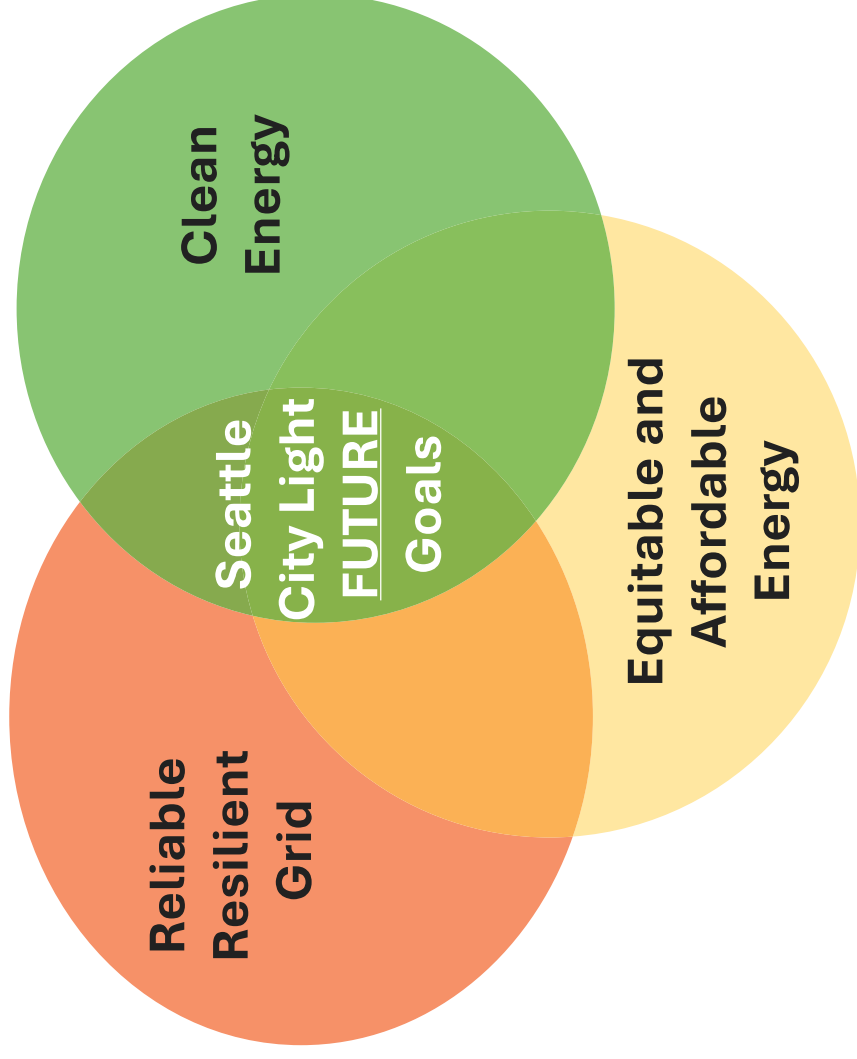 Reliable
Resilient
Grid
Clean
Energy
Seattle
City Light
FUTURE
Goals
Equitable and
Affordable
Energy